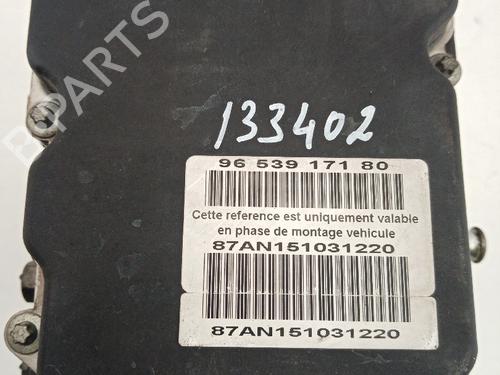 B-PARTS
133402
96 539 171 80
Cette reference est uniquement valable
en phase de montage vehicule
87AN151031220
87AN151031220